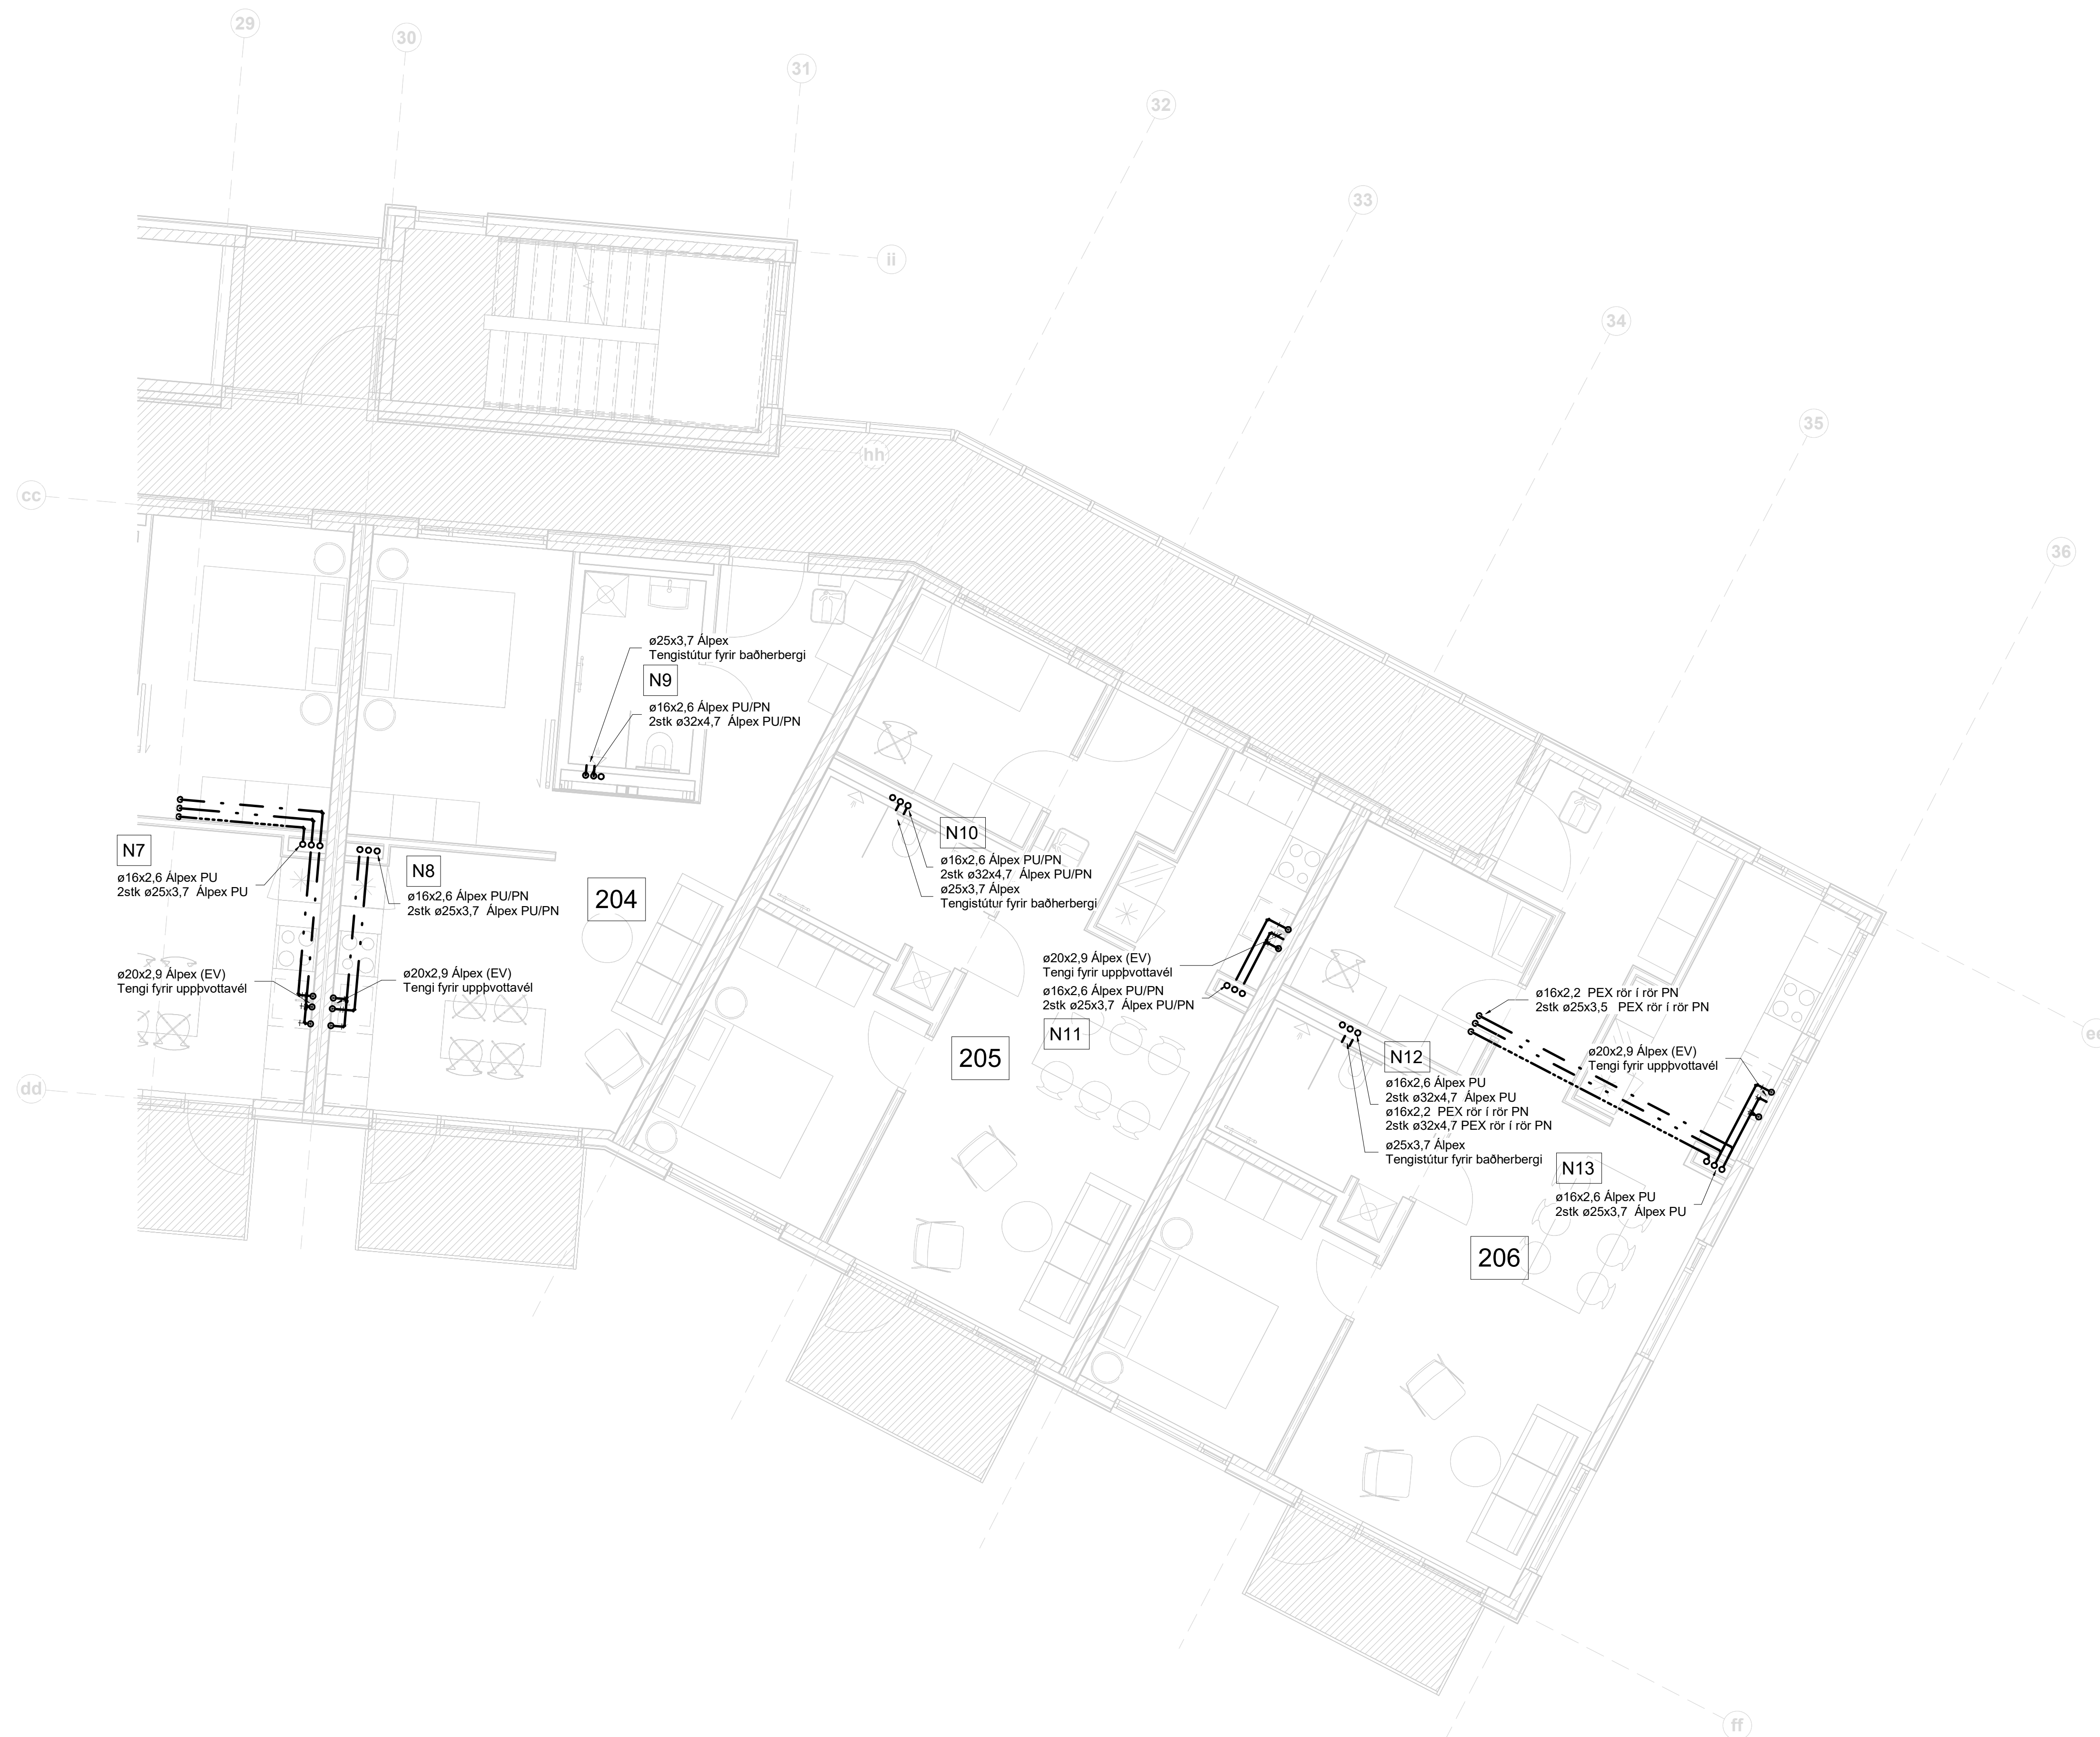 29
30
31
32
33
ii
34
35
hh
cc
36
ee
ø25x3,7 Álpex
Tengistútur fyrir baðherbergi
N9
ø16x2,6 Álpex PU/PN
2stk ø32x4,7 Álpex PU/PN
N7
ø16x2,6 Álpex PU
2stk ø25x3,7 Álpex PU
N8
ø16x2,6 Álpex PU/PN
2stk ø25x3,7 Álpex PU/PN
204
N10
ø16x2,6 Álpex PU/PN
2stk ø32x4,7 Álpex PU/PN
ø25x3,7 Álpex
Tengistútur fyrir baðherbergi
ø20x2,9 Álpex (EV)
Tengi fyrir uppþvottavél
ø20x2,9 Álpex (EV)
Tengi fyrir uppþvottavél
ø20x2,9 Álpex (EV)
Tengi fyrir uppþvottavél
ø16x2,6 Álpex PU/PN
2stk ø25x3,7 Álpex PU/PN
N11
205
ø16x2,2 PEX rör í rör PN
2stk ø25x3,5 PEX rör í rör PN
ø20x2,9 Álpex (EV)
Tengi fyrir uppþvottavél
N12
ø16x2,6 Álpex PU
2stk ø32x4,7 Álpex PU
ø16x2,2 PEX rör í rör PN
2stk ø32x4,7 PEX rör í rör PN
ø25x3,7 Álpex
Tengistútur fyrir baðherbergi
N13
ø16x2,6 Álpex PU
2stk ø25x3,7 Álpex PU
206
dd
ff